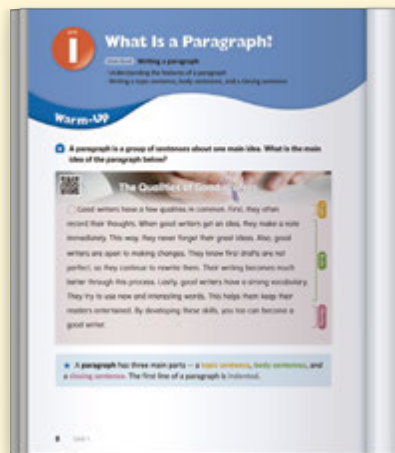 1
What Is a Paragraph?
Writing a paragraph
Understanding the features of a paragraph
Writing a topic sentence, body sentences, and a closing sentence
Warm-Up
A paragraph is a group of sentences about one main idea. What is the main
idea of the paragraph below?
The Qualities of Good Writers
Good writers have a few qualities in common. First, they often
record their thoughts. When good writers get an idea, they make a note
immediately. This way, they never forget their great ideas. Also, good
writers are open to making changes. They know first drafts are not
perfect, so they continue to rewrite them. Their writing becomes much
better through this process. Lastly, good writers have a strong vocabulary.
They try to use new and interesting words. This helps them keep their
readers entertained. By developing these skills, you too can become a
good writer.
★ A paragraph has three main parts — a topic sentence, body sentences, and
a closing sentence. The first line of a paragraph is indented.
8 Unit 1